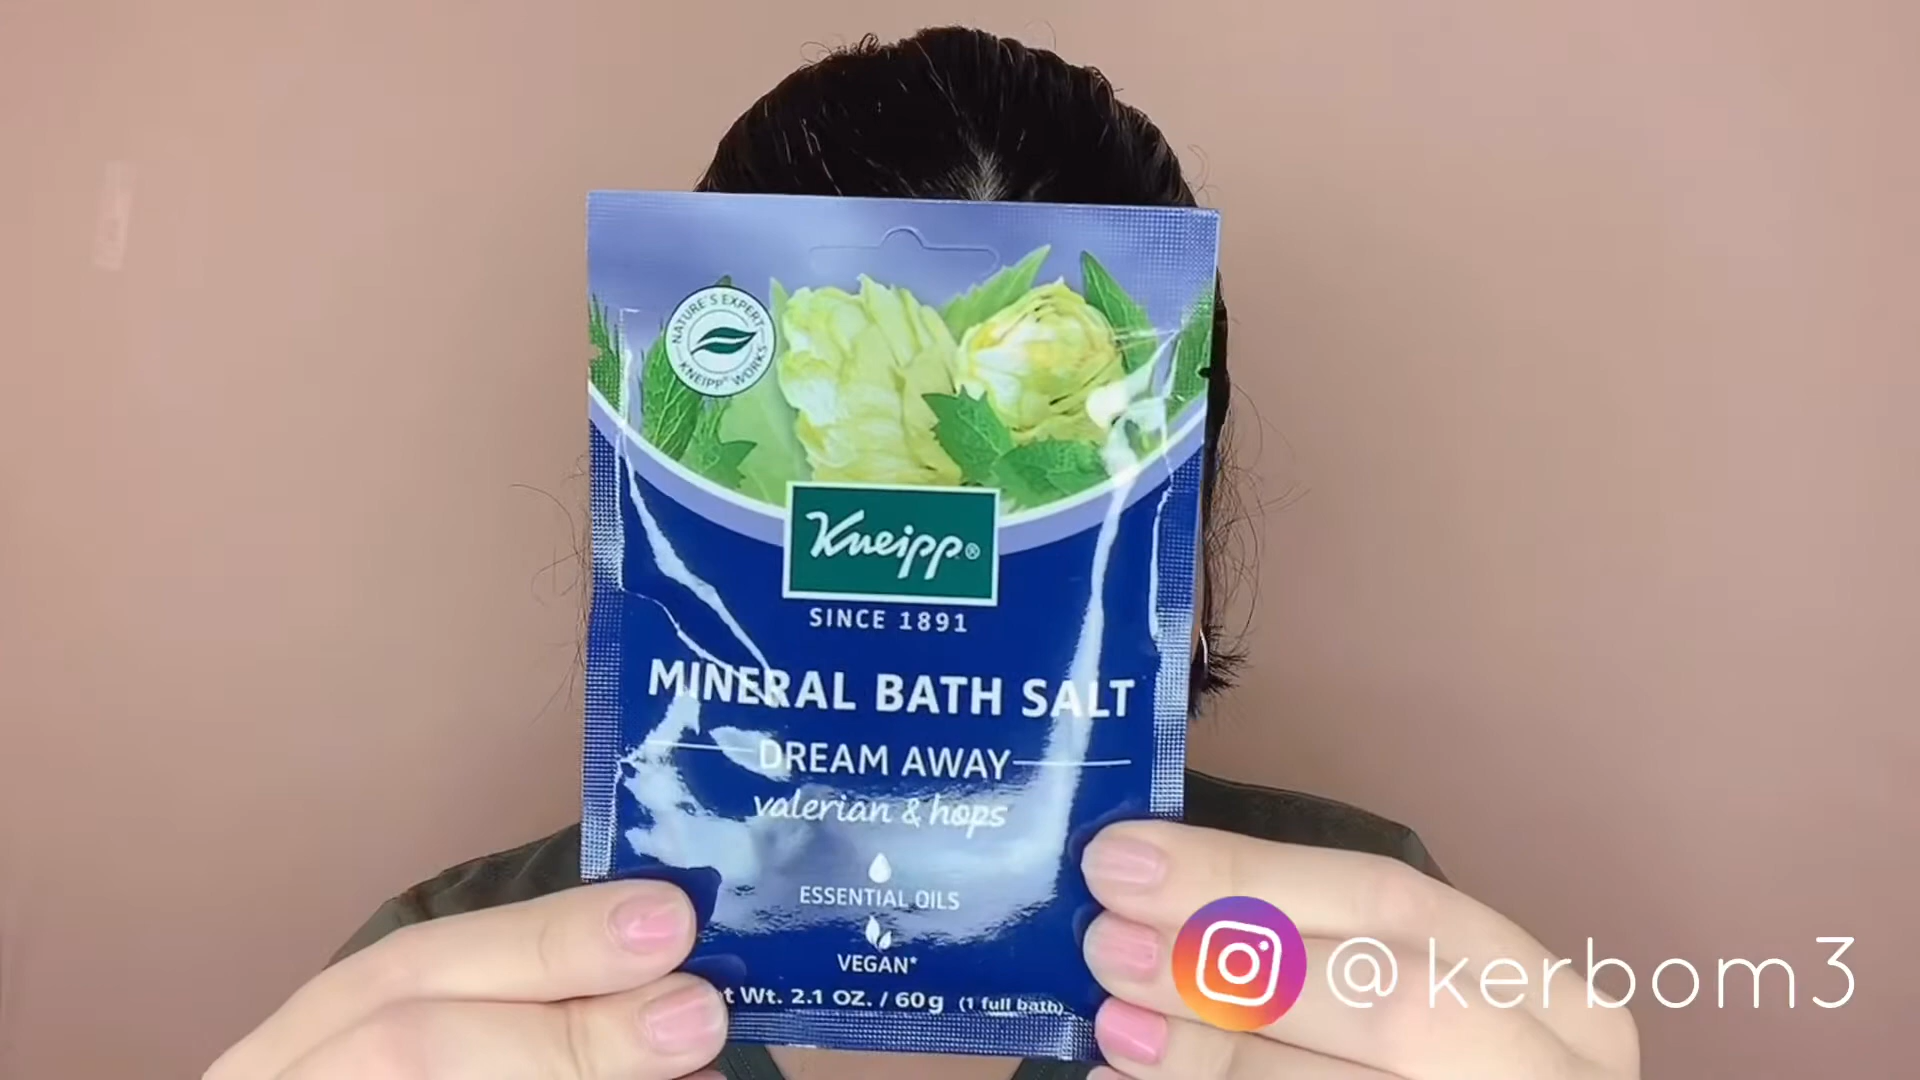 NATURE'S EXPERT
KNEIPP® WORKS
Kneipp®
SINCE 1891
MINERAL BATH SALT
DREAM AWAY
valerian & hops
ESSENTIAL OILS
VEGAN*
Wt. 2.1 OZ. / 60g (1 full bath)
@kerbom3